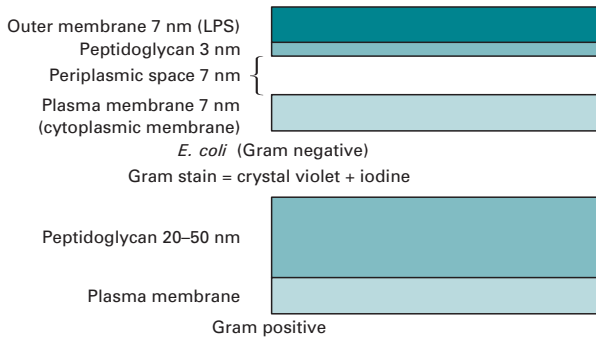 Outer membrane 7 nm (LPS)
Peptidoglycan 3 nm
Periplasmic space 7 nm
Plasma membrane 7 nm
(cytoplasmic membrane)
E. coli (Gram negative)
Gram stain = crystal violet + iodine
Peptidoglycan 20–50 nm
Plasma membrane
Gram positive